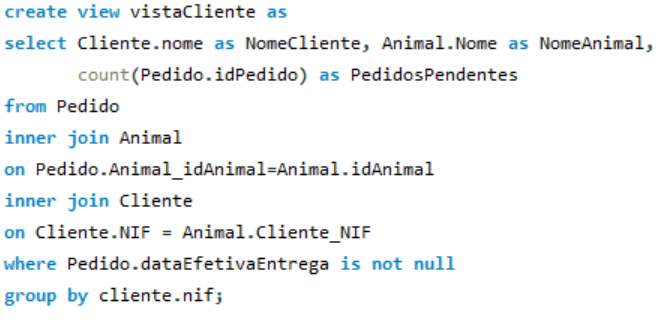 create view vistaCliente as
select Cliente.nome as NomeCliente, Animal.Nome as NomeAnimal,
count(Pedido.idPedido) as PedidosPendentes
from Pedido
inner join Animal
on Pedido.Animal_idAnimal=Animal.idAnimal
inner join Cliente
on Cliente.NIF = Animal.Cliente_NIF
where Pedido.dataEfetivaEntrega is not null
group by cliente.nif;